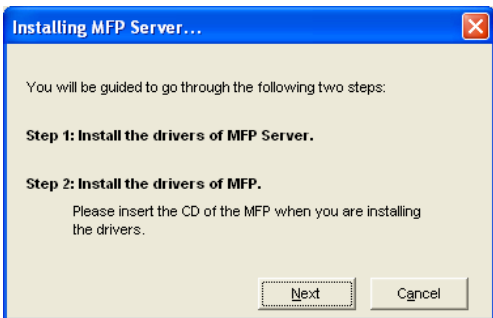 Installing MFP Server...
You will be guided to go through the following two steps:
Step 1: Install the drivers of MFP Server.
Step 2: Install the drivers of MFP.
Please insert the CD of the MFP when you are installing
the drivers.
Next
Cancel